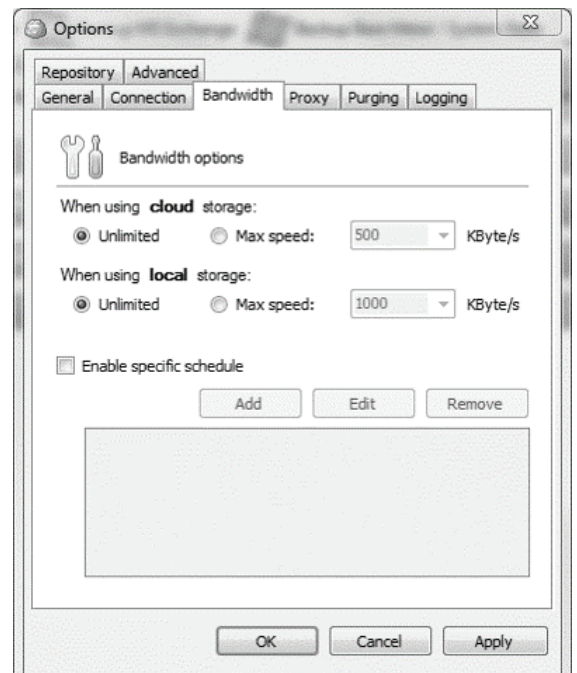 Options
Repository Advanced
General Connection Bandwidth Proxy Purging Logging
Bandwidth options
When using cloud storage:
Unlimited Max speed: 500 KByte/s
When using local storage:
Unlimited Max speed: 1000 KByte/s
Enable specific schedule
Add Edit Remove
OK Cancel Apply